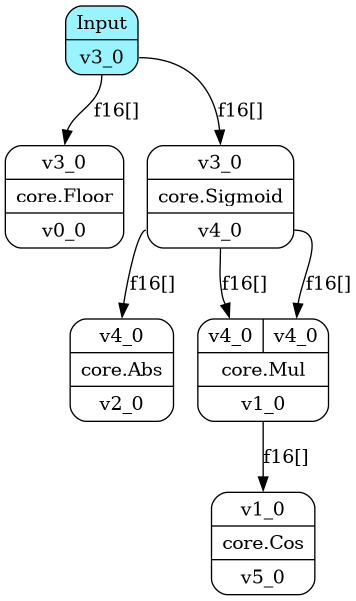 Input
v3_0
f16[]
f16[]
v3_0
core.Floor
v0_0
v3_0
core.Sigmoid
v4_0
f16[]
f16[]
f16[]
v4_0
core.Abs
v2_0
v4_0 v4_0
core.Mul
v1_0
f16[]
v1_0
core.Cos
v5_0